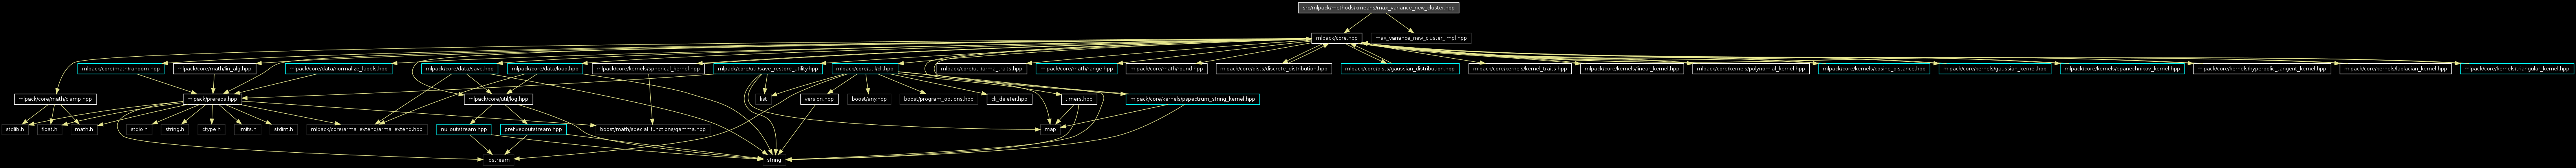 src/mlpack/methods/kmeans/max_variance_new_cluster.hpp
mlpack/core.hpp
max_variance_new_cluster_impl.hpp
mlpack/core/math/random.hpp
mlpack/core/math/lin_alg.hpp
mlpack/core/data/normalize_labels.hpp
mlpack/core/data/save.hpp
mlpack/core/data/load.hpp
mlpack/core/kernels/spherical_kernel.hpp
mlpack/core/util/save_restore_utility.hpp
mlpack/core/util/cli.hpp
mlpack/core/util/arma_traits.hpp
mlpack/core/math/range.hpp
mlpack/core/math/round.hpp
mlpack/core/dists/discrete_distribution.hpp
mlpack/core/dists/gaussian_distribution.hpp
mlpack/core/kernels/kernel_traits.hpp
mlpack/core/kernels/linear_kernel.hpp
mlpack/core/kernels/polynomial_kernel.hpp
mlpack/core/kernels/cosine_distance.hpp
mlpack/core/kernels/gaussian_kernel.hpp
mlpack/core/kernels/epanechnikov_kernel.hpp
mlpack/core/kernels/hyperbolic_tangent_kernel.hpp
mlpack/core/kernels/laplacian_kernel.hpp
mlpack/core/kernels/triangular_kernel.hpp
mlpack/core/math/clamp.hpp
mlpack/prereqs.hpp
mlpack/core/util/log.hpp
list
version.hpp
boost/any.hpp
boost/program_options.hpp
cli_deleter.hpp
timers.hpp
mlpack/core/kernels/pspectrum_string_kernel.hpp
stdlib.h
float.h
math.h
stdio.h
string.h
ctype.h
limits.h
stdint.h
mlpack/core/arma_extend/arma_extend.hpp
nulloutstream.hpp
prefixedoutstream.hpp
boost/math/special_functions/gamma.hpp
map
iostream
string